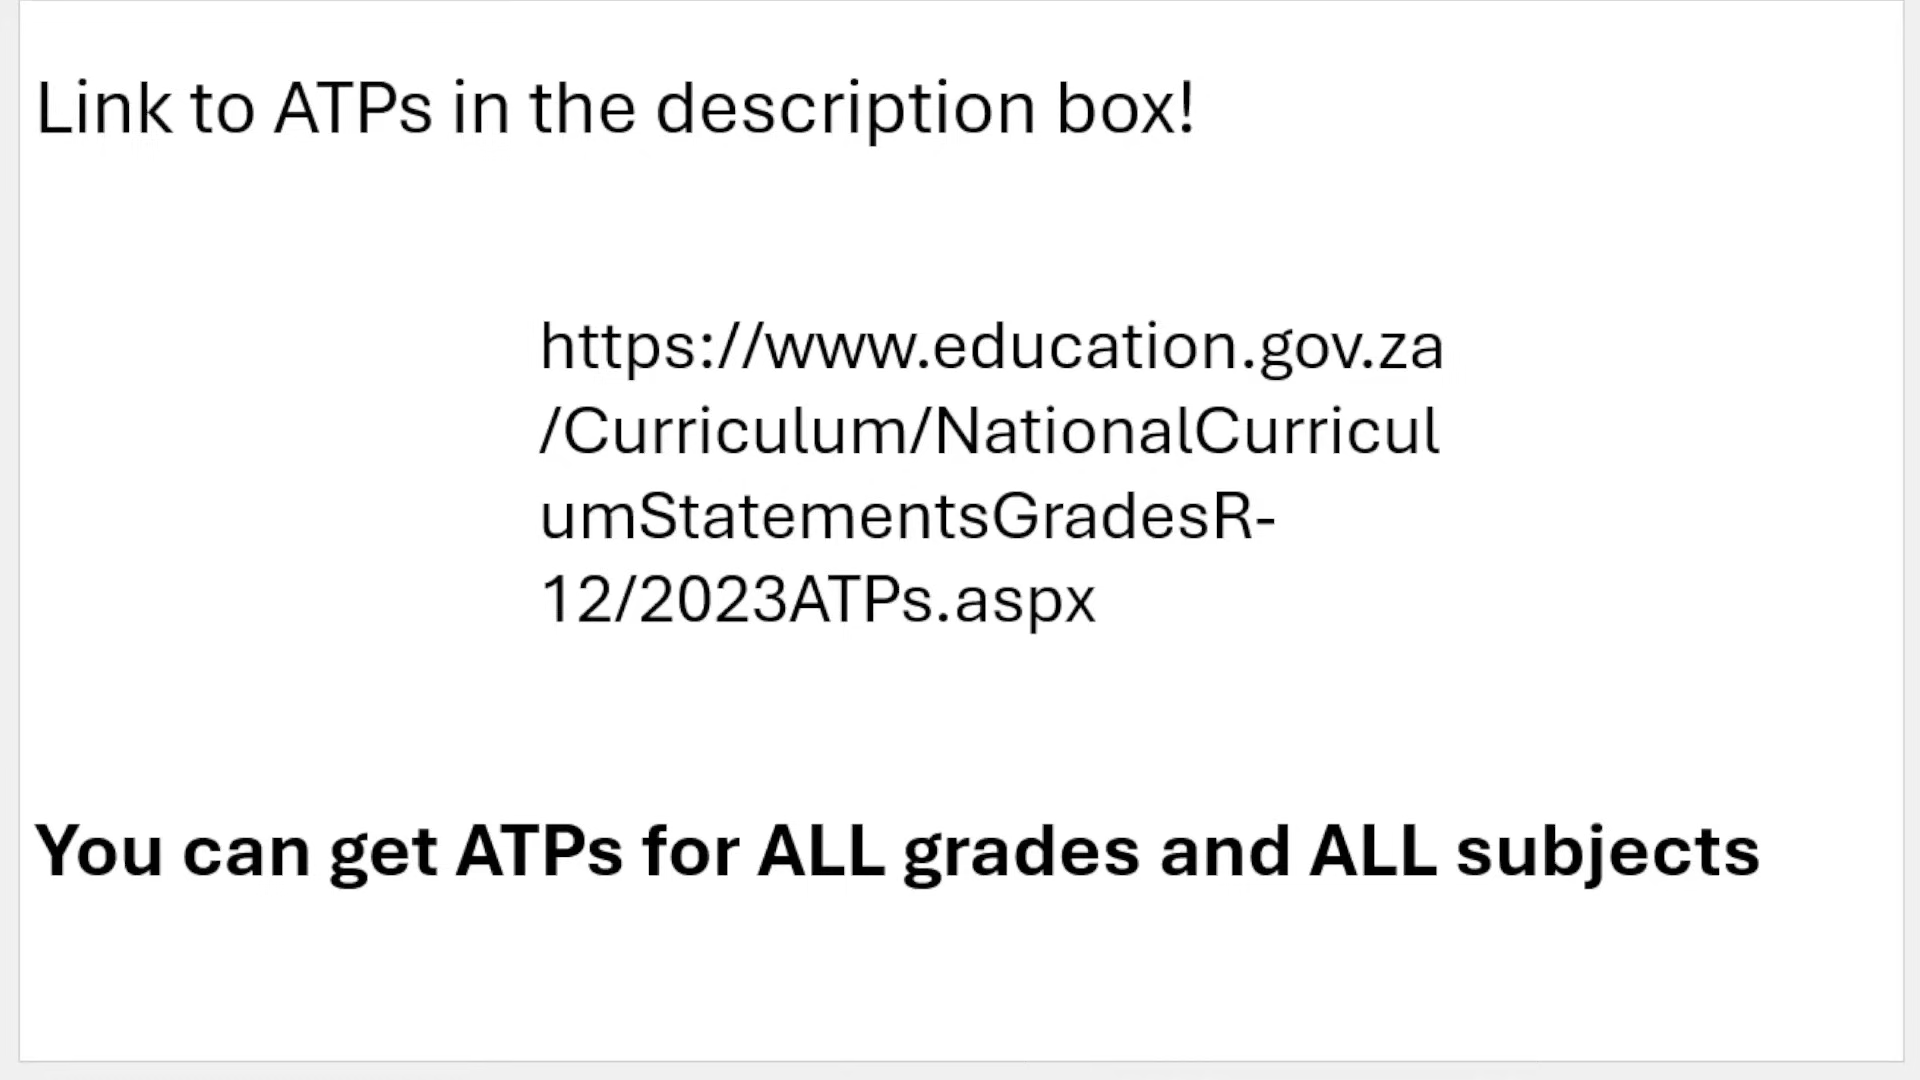 Link to ATPs in the description box!
https://www.education.gov.za
/Curriculum/NationalCurricul
umStatementsGradesR-
12/2023ATPs.aspx
You can get ATPs for ALL grades and ALL subjects